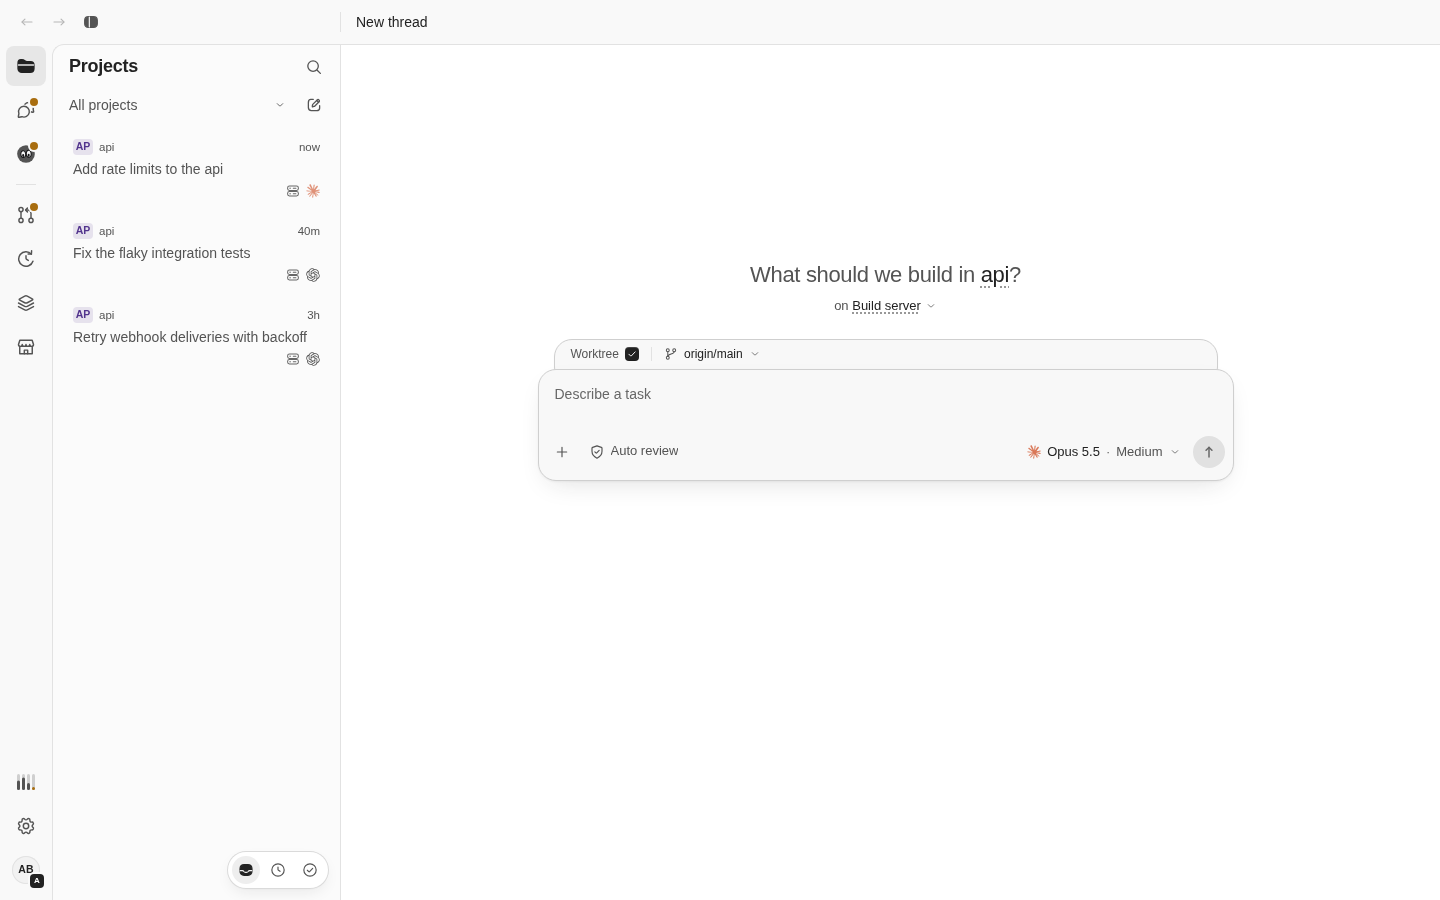 New thread
Projects
All projects
AP api now
Add rate limits to the api
AP api 40m
Fix the flaky integration tests
AP api 3h
Retry webhook deliveries with backoff
What should we build in api?
on Build server
Worktree origin/main
Describe a task
Auto review Opus 5.5 · Medium
AB
A